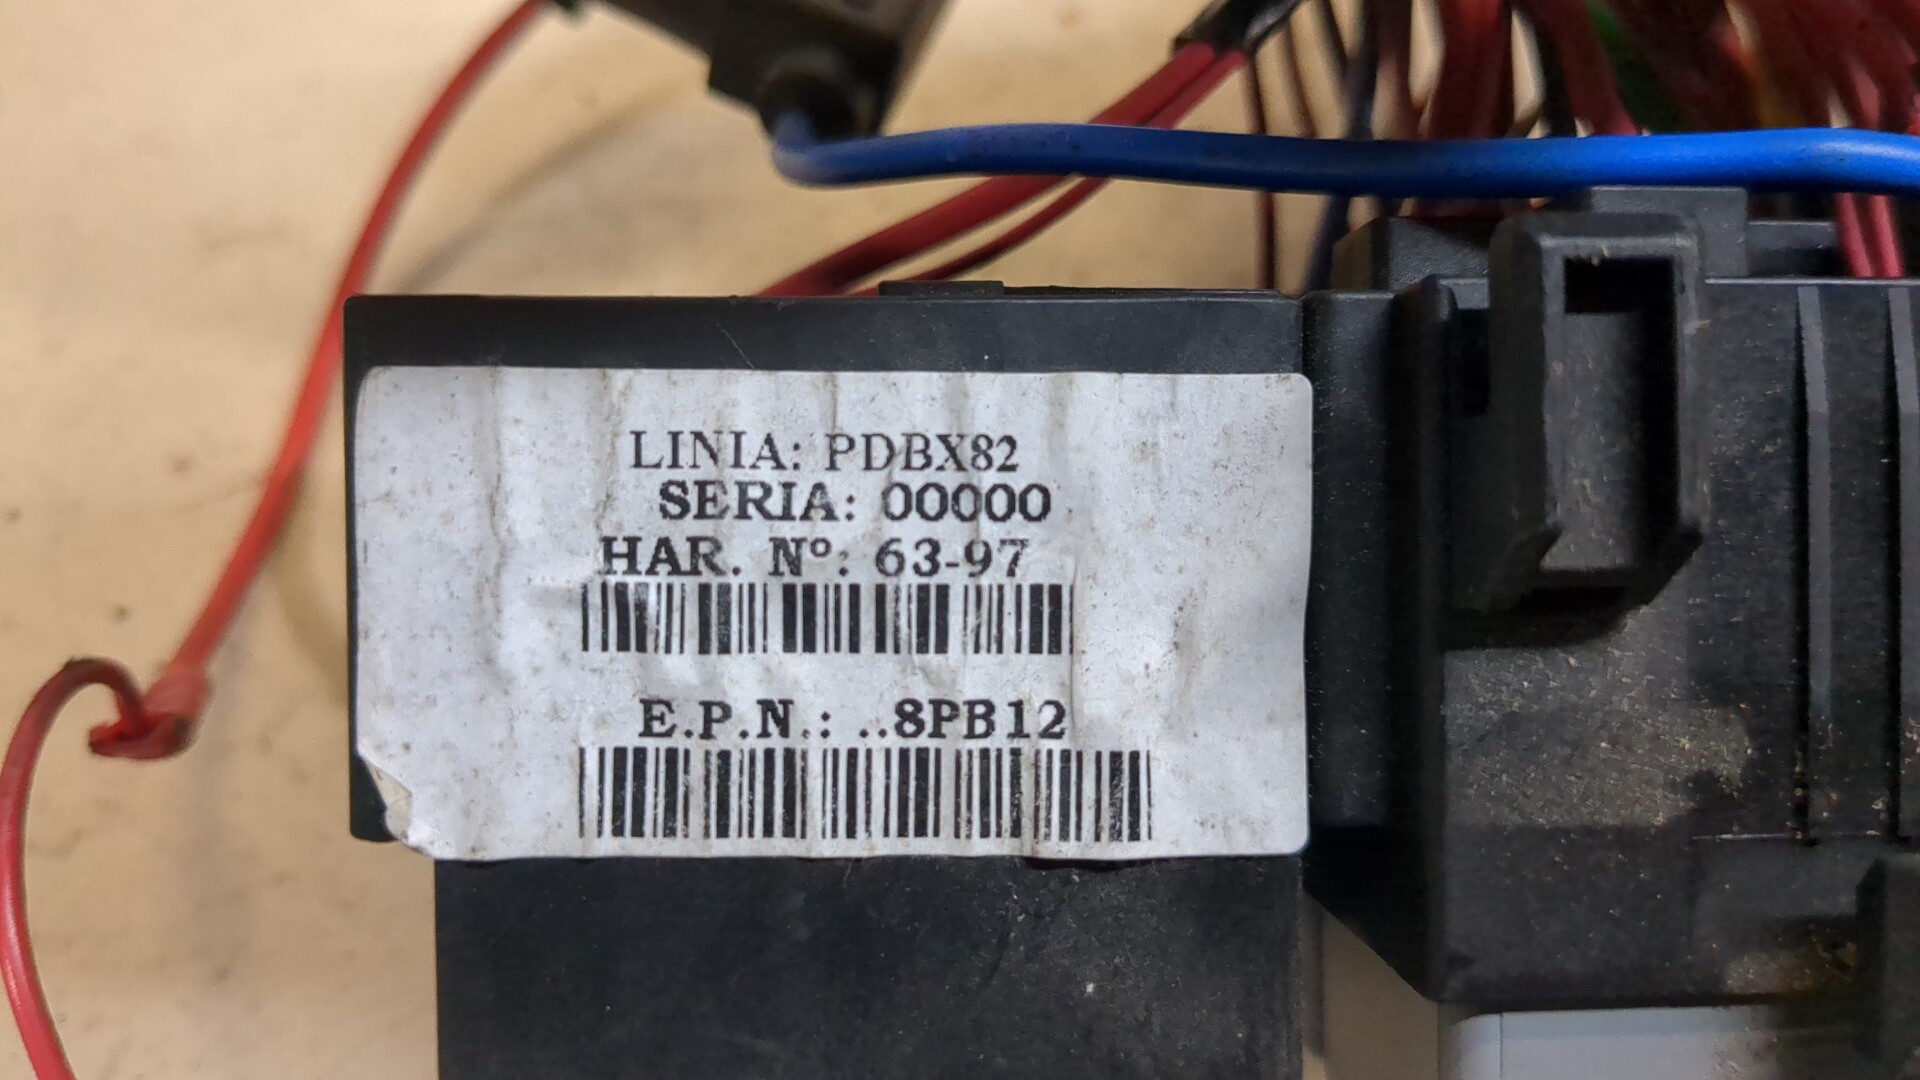 LINIA: PDBX82
SERIA: 00000
HAR. Nº: 63-97
E.P.N.: ..8PB12